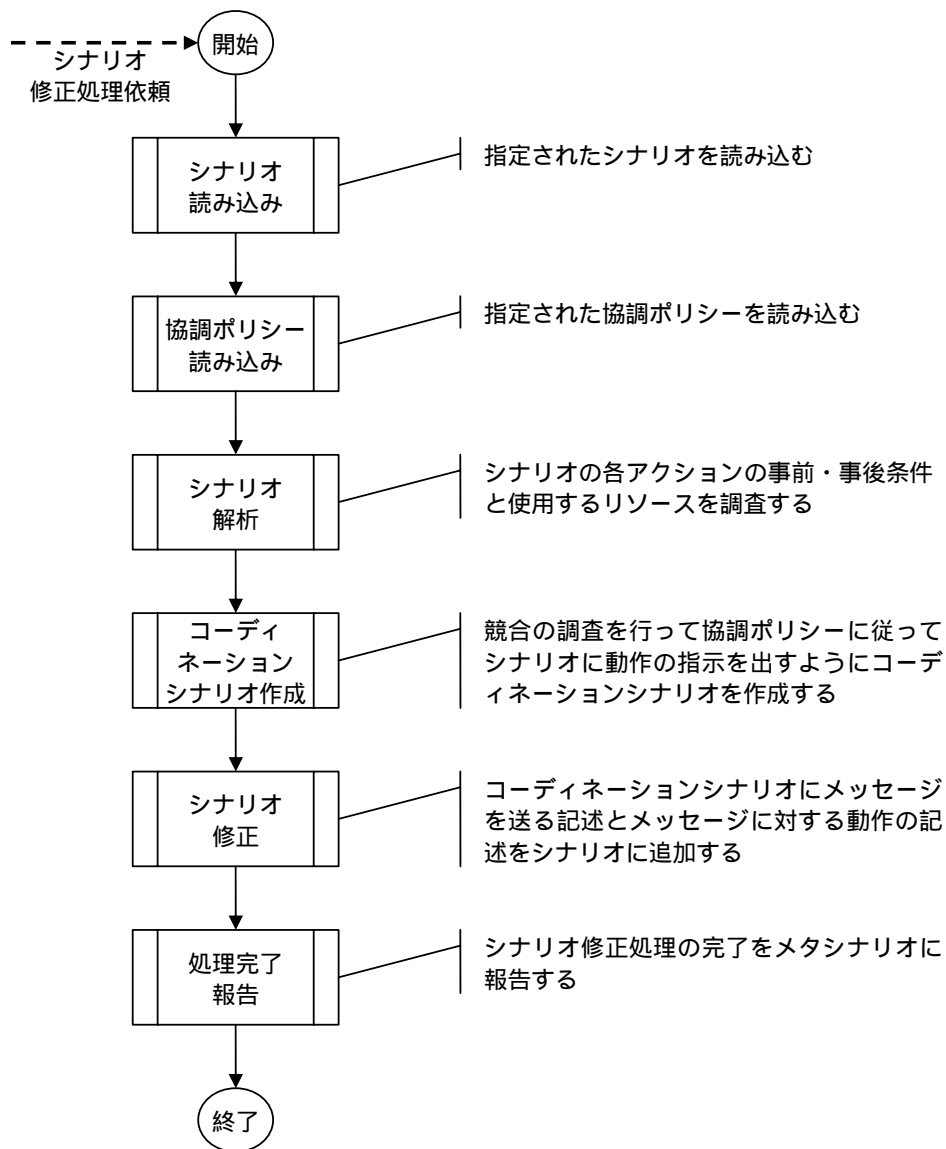 開始
シナリオ
修正処理依頼
シナリオ
読み込み
指定されたシナリオを読み込む
協調ポリシー
読み込み
指定された協調ポリシーを読み込む
シナリオ
解析
シナリオの各アクションの事前・事後条件
と使用するリソースを調査する
コーディ
ネーション
シナリオ作成
競合の調査を行って協調ポリシーに従って
シナリオに動作の指示を出すようにコーデ
ィネーションシナリオを作成する
シナリオ
修正
コーディネーションシナリオにメッセージ
を送る記述とメッセージに対する動作の記
述をシナリオに追加する
処理完了
報告
シナリオ修正処理の完了をメタシナリオに
報告する
終了